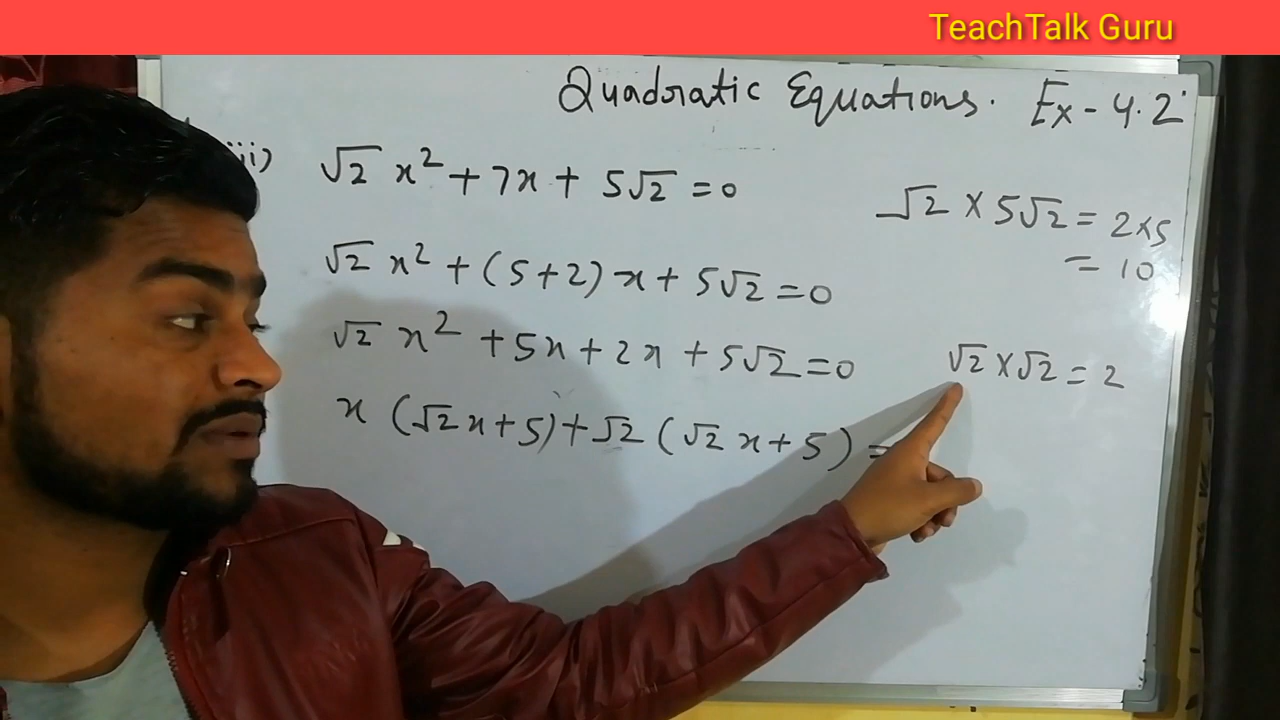 TeachTalk Guru
Quadratic Equations. Ex - 4.2
iii) √2 x² + 7x + 5√2 = 0
√2 × 5√2 = 2×5
= 10
√2 x² + (5+2) x + 5√2 = 0
√2 x² + 5x + 2x + 5√2 = 0
√2 × √2 = 2
x (√2 x + 5) + √2 (√2 x + 5) =